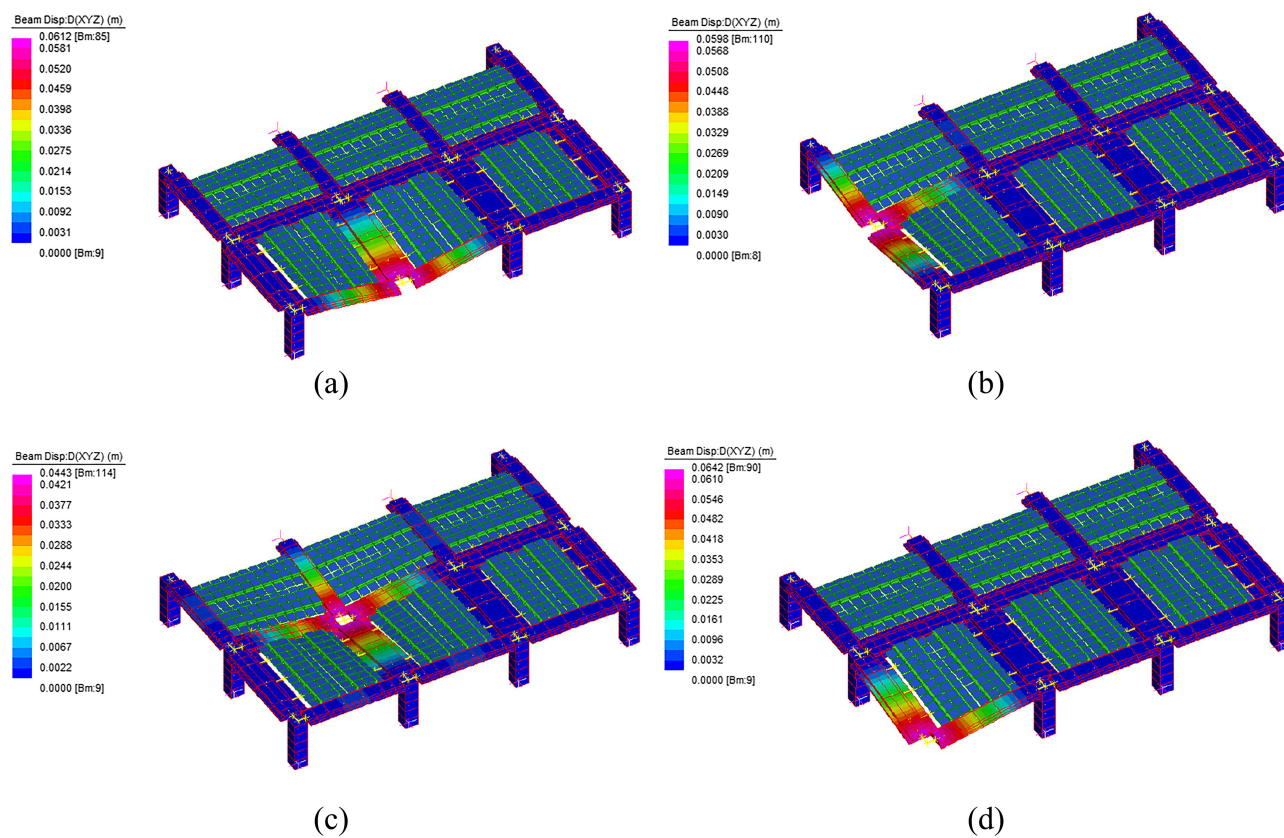 Beam Disp:D(XYZ) (m)
0.0612 [Bm:85]
0.0581
0.0520
0.0459
0.0398
0.0336
0.0275
0.0214
0.0153
0.0092
0.0031
0.0000 [Bm:9]
(a)
Beam Disp:D(XYZ) (m)
0.0598 [Bm:110]
0.0568
0.0508
0.0448
0.0389
0.0329
0.0269
0.0209
0.0149
0.0090
0.0030
0.0000 [Bm:8]
(b)
Beam Disp:D(XYZ) (m)
0.0443 [Bm:114]
0.0421
0.0377
0.0333
0.0288
0.0244
0.0200
0.0155
0.0111
0.0067
0.0022
0.0000 [Bm:9]
(c)
Beam Disp:D(XYZ) (m)
0.0642 [Bm:90]
0.0610
0.0546
0.0482
0.0418
0.0353
0.0289
0.0225
0.0161
0.0096
0.0032
0.0000 [Bm:9]
(d)